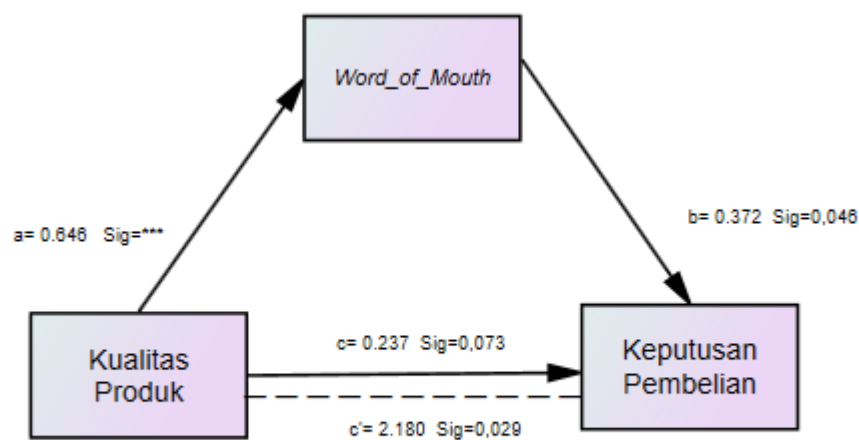 Word_of_Mouth
a= 0.646 Sig=***
b= 0.372 Sig=0,046
Kualitas
Produk
c= 0.237 Sig=0,073
Keputusan
Pembelian
c'= 2.180 Sig=0,029